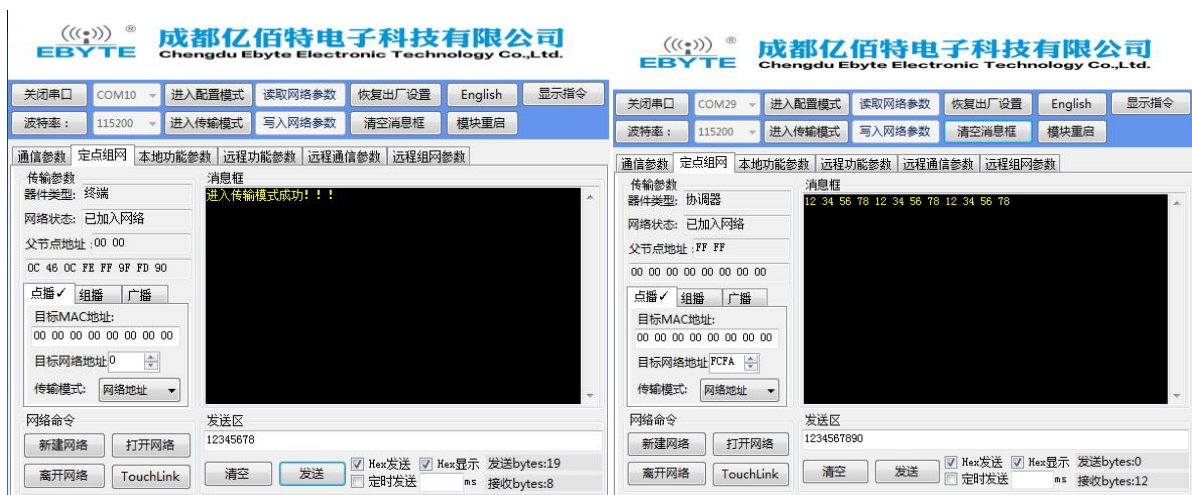 EBYTE ®
成都亿佰特电子科技有限公司
Chengdu Ebyte Electronic Technology Co.,Ltd.
关闭串口 COM10 进入配置模式 读取网络参数 恢复出厂设置 English 显示指令
波特率： 115200 进入传输模式 写入网络参数 清空消息框 模块重启
通信参数 定点组网 本地功能参数 远程功能参数 远程通信参数 远程组网参数
传输参数 消息框
器件类型: 终端 进入传输模式成功！！！
网络状态: 已加入网络
父节点地址:00 00
0C 46 0C FE FF 9F FD 90
点播✓ 组播 广播
目标MAC地址:
00 00 00 00 00 00 00 00
目标网络地址0
传输模式: 网络地址
网络命令 发送区
新建网络 打开网络 12345678
离开网络 TouchLink 清空 发送 Hex发送 Hex显示 发送bytes:19
定时发送 ms 接收bytes:8
EBYTE ®
成都亿佰特电子科技有限公司
Chengdu Ebyte Electronic Technology Co.,Ltd.
关闭串口 COM29 进入配置模式 读取网络参数 恢复出厂设置 English 显示指令
波特率： 115200 进入传输模式 写入网络参数 清空消息框 模块重启
通信参数 定点组网 本地功能参数 远程功能参数 远程通信参数 远程组网参数
传输参数 消息框
器件类型: 协调器 12 34 56 78 12 34 56 78 12 34 56 78
网络状态: 已加入网络
父节点地址:FF FF
00 00 00 00 00 00 00 00
点播✓ 组播 广播
目标MAC地址:
00 00 00 00 00 00 00 00
目标网络地址FCFA
传输模式: 网络地址
网络命令 发送区
新建网络 打开网络 1234567890
离开网络 TouchLink 清空 发送 Hex发送 Hex显示 发送bytes:0
定时发送 ms 接收bytes:12